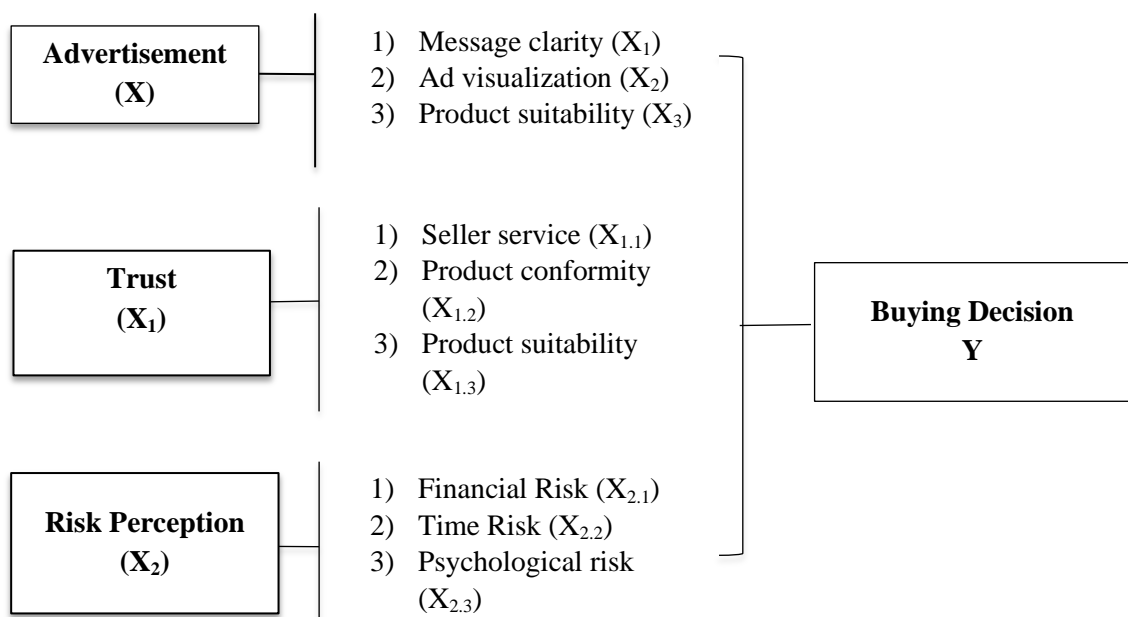 Advertisement
(X)
1) Message clarity (X₁)
2) Ad visualization (X₂)
3) Product suitability (X₃)
Trust
(X₁)
1) Seller service (X₁.₁)
2) Product conformity
(X₁.₂)
3) Product suitability
(X₁.₃)
Risk Perception
(X₂)
1) Financial Risk (X₂.₁)
2) Time Risk (X₂.₂)
3) Psychological risk
(X₂.₃)
Buying Decision
Y